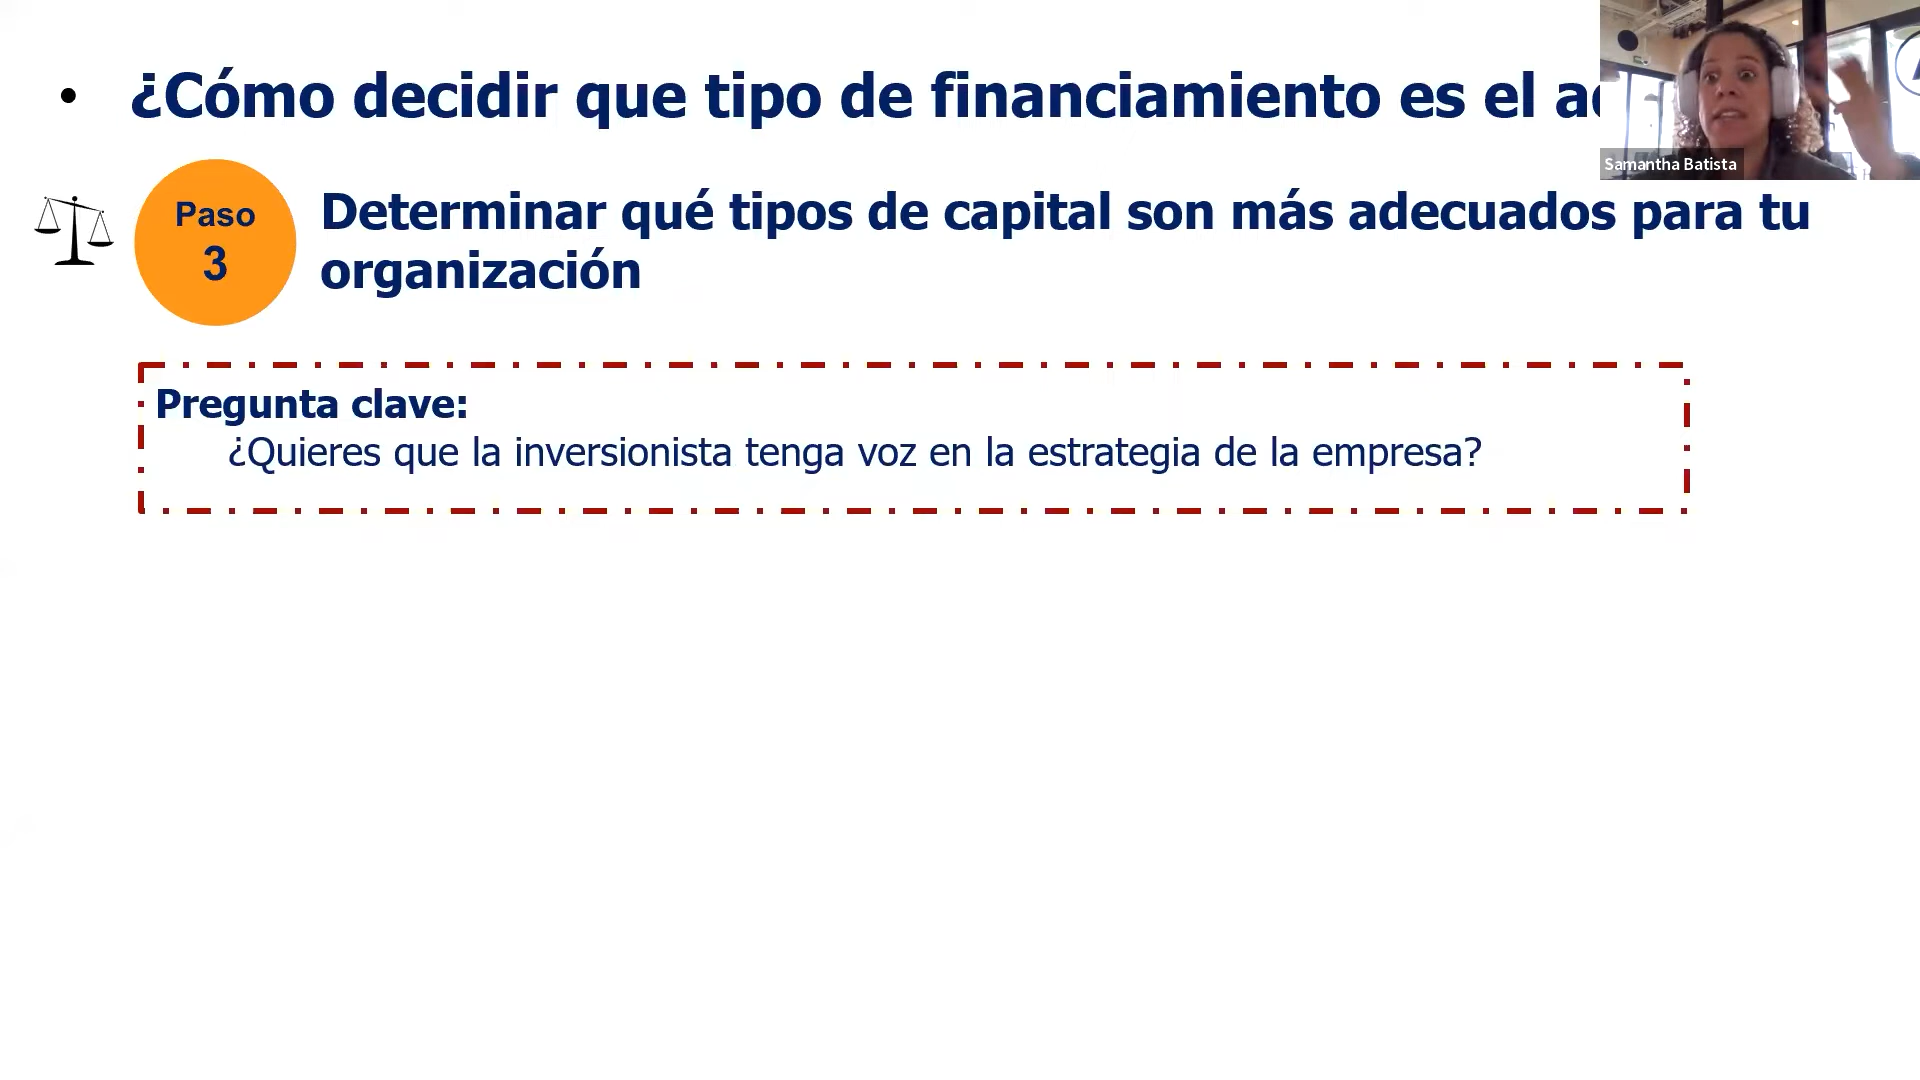 • ¿Cómo decidir que tipo de financiamiento es el
Samantha Batista
Paso
3
Determinar qué tipos de capital son más adecuados para tu
organización
Pregunta clave:
¿Quieres que la inversionista tenga voz en la estrategia de la empresa?